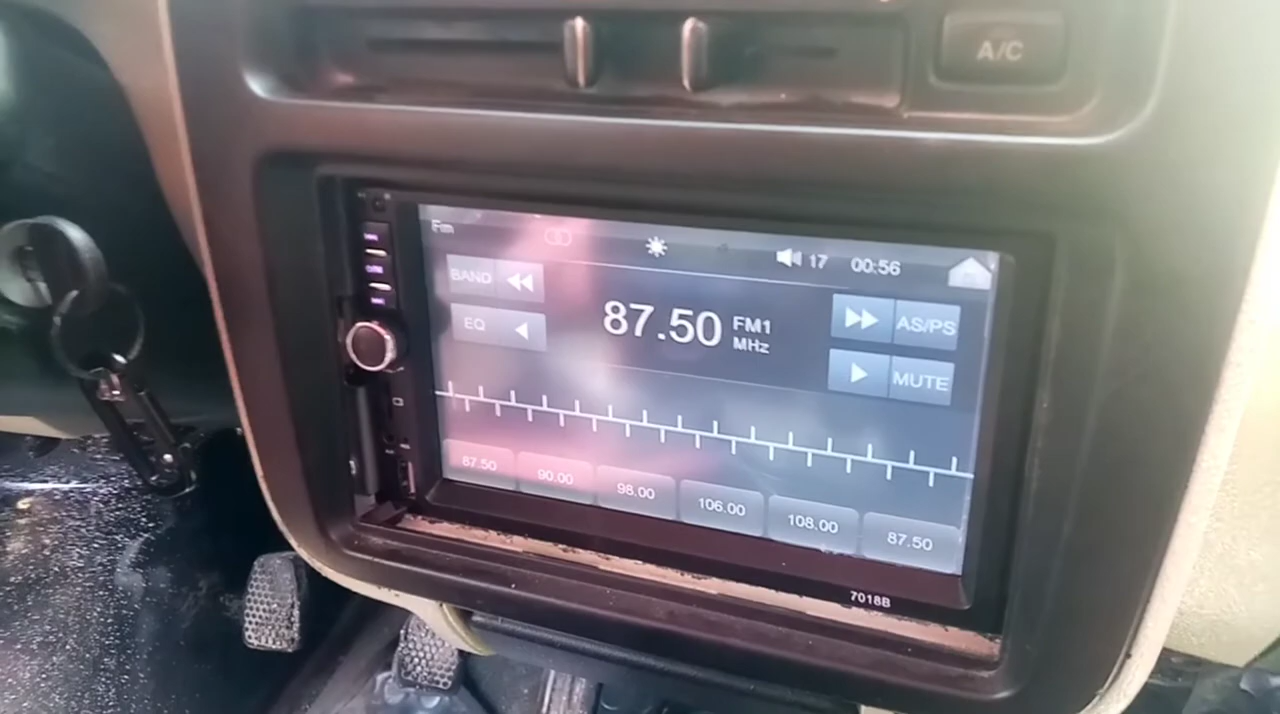 A/C
Fm 17 00:56
BAND
EQ
87.50 FM1
MHz
AS/PS
MUTE
87.50 90.00 98.00 106.00 108.00 87.50
7018B